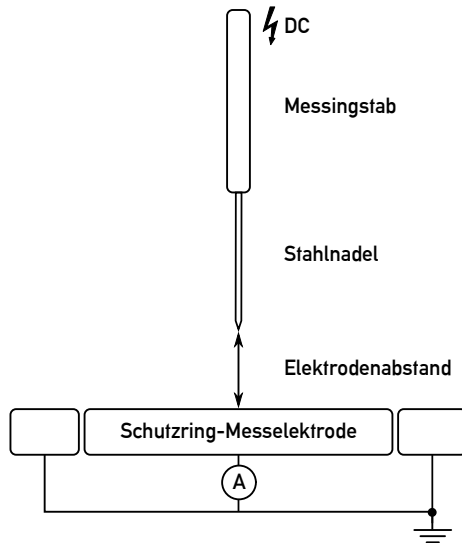 DC
Messingstab
Stahlnadel
Elektrodenabstand
Schutzring-Messelektrode
A